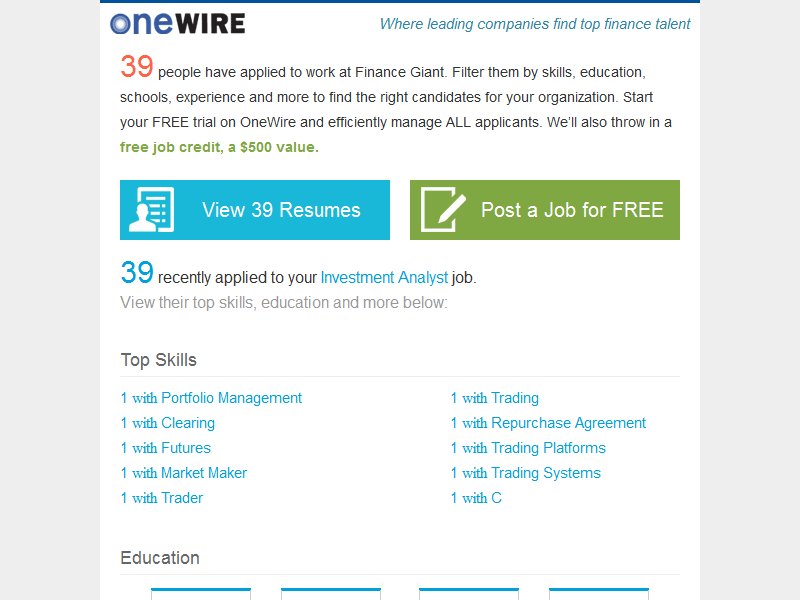 oneWIRE
Where leading companies find top finance talent
39 people have applied to work at Finance Giant. Filter them by skills, education,
schools, experience and more to find the right candidates for your organization. Start
your FREE trial on OneWire and efficiently manage ALL applicants. We'll also throw in a
free job credit, a $500 value.
View 39 Resumes
Post a Job for FREE
39 recently applied to your Investment Analyst job.
View their top skills, education and more below:
Top Skills
1 with Portfolio Management
1 with Trading
1 with Clearing
1 with Repurchase Agreement
1 with Futures
1 with Trading Platforms
1 with Market Maker
1 with Trading Systems
1 with Trader
1 with C
Education